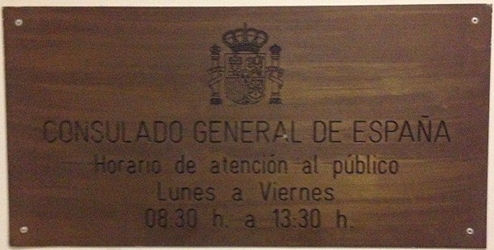 CONSULADO GENERAL DE ESPAÑA
Horario de atención al público
Lunes a Viernes
08:30 h. a 13:30 h.